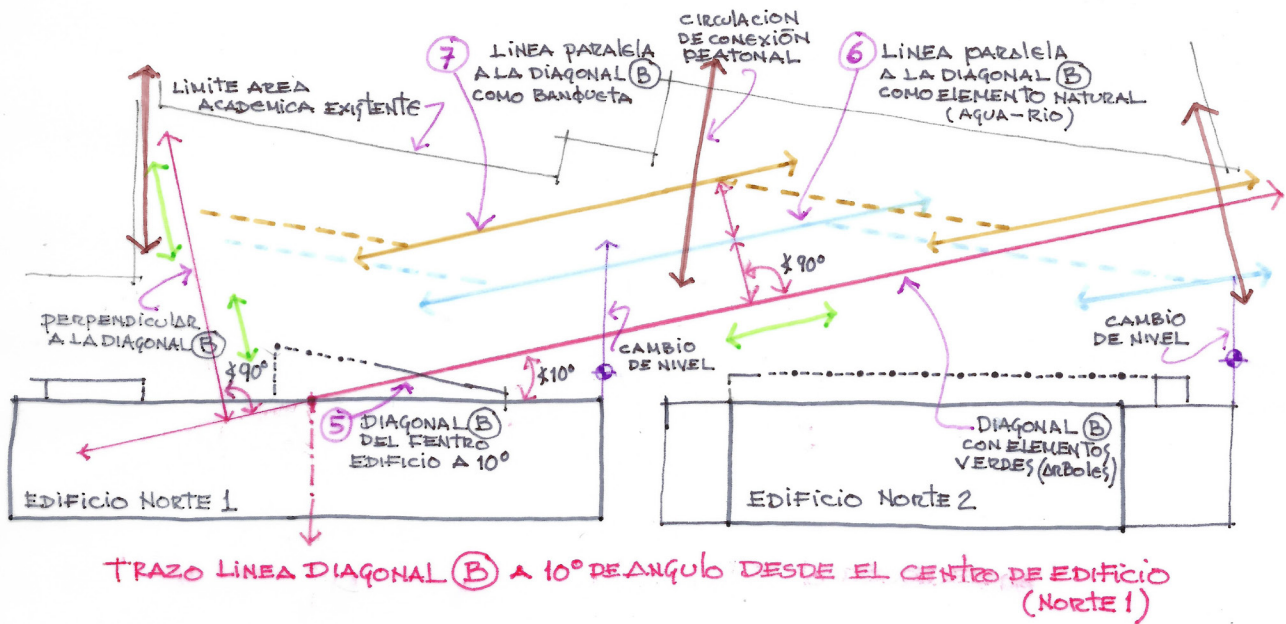 CIRCULACION
DE CONEXIÓN
PEATONAL
7
LINEA PARALELA
A LA DIAGONAL B
COMO BANQUETA
6
LINEA PARALELA
A LA DIAGONAL B
COMO ELEMENTO NATURAL
(AGUA-RIO)
LIMITE AREA
ACADEMICA EXISTENTE
∡90°
PERPENDICULAR
A LA DIAGONAL B
∡90°
∡10°
CAMBIO
DE NIVEL
CAMBIO
DE NIVEL
5
DIAGONAL B
DEL FENTRO
EDIFICIO A 10°
DIAGONAL B
CON ELEMENTOS
VERDES (ARBOLES)
EDIFICIO NORTE 1
EDIFICIO NORTE 2
TRAZO LINEA DIAGONAL B A 10° DE ANGULO DESDE EL CENTRO DE EDIFICIO
(NORTE 1)